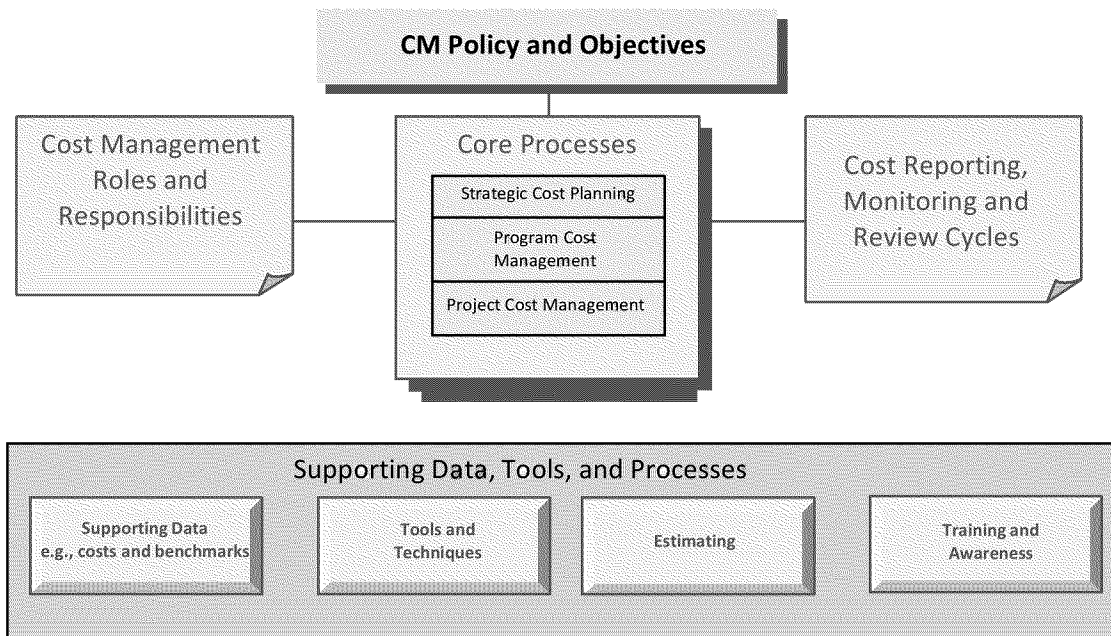 CM Policy and Objectives
Cost Management
Roles and
Responsibilities
Core Processes
Strategic Cost Planning
Program Cost
Management
Project Cost Management
Cost Reporting,
Monitoring and
Review Cycles
Supporting Data, Tools, and Processes
Supporting Data
e.g., costs and benchmarks
Tools and
Techniques
Estimating
Training and
Awareness